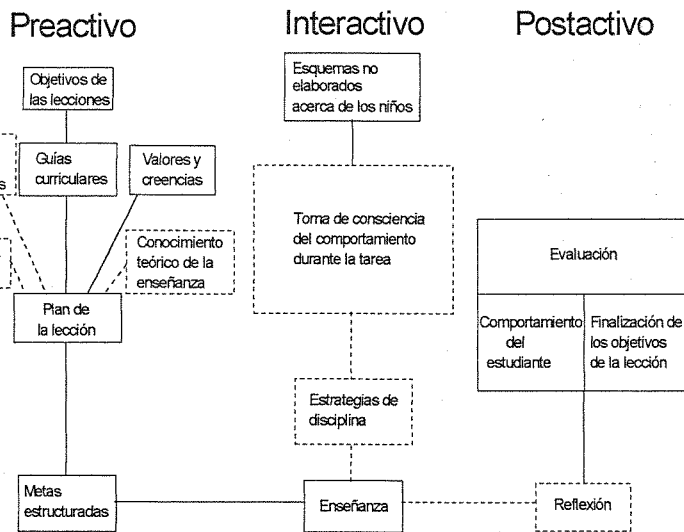 Preactivo
Interactivo
Postactivo
Objetivos de
las lecciones
Guías
curriculares
Valores y
creencias
s
Conocimiento
teórico de la
enseñanza
Plan de
la lección
Metas
estructuradas
Esquemas no
elaborados
acerca de los niños
Toma de consciencia
del comportamiento
durante la tarea
Estrategias de
disciplina
Enseñanza
Evaluación
Comportamiento
del
estudiante
Finalización de
los objetivos
de la lección
Reflexión